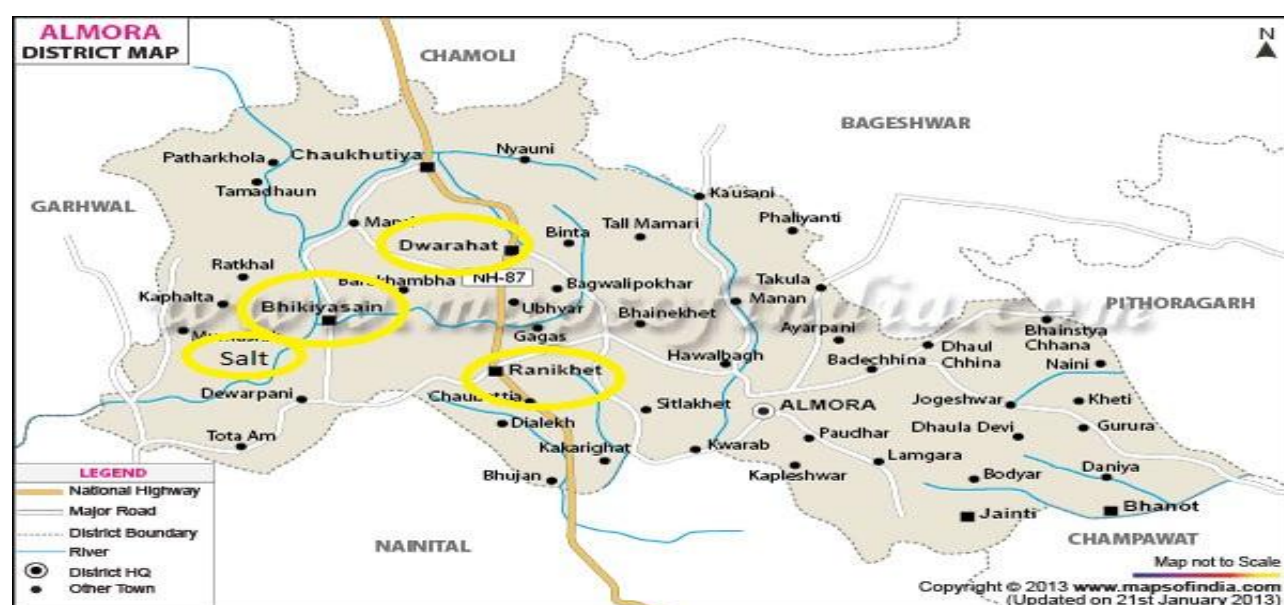 ALMORA
DISTRICT MAP
CHAMOLI
N
BAGESHWAR
Nyauni
Chaukhutiya
Patharkhola
Tamadhaun
Kausani
GARHWAL
Phaliyanti
Tall Mamari
Binta
Dwarahat
Ratkhal
NH-87
Takula
Bagwalipokhar
Kaphalta
Manan
PITHORAGARH
Bhikiyasain
Ubhyar
Bhainekhet
Ayarpani
Bhainstya
Chhana
Gagas
Dhaul
Chhina
Salt
Hawalbagh
Badechhina
Naini
Ranikhet
Dewarpani
Sitlakhet
ALMORA
Jogeshwar
Kheti
Dialekh
Paudhar
Dhaula Devi
Gurura
Tota Am
Kakarighat
Kwarab
Lamgara
Bhujan
Kapleshwar
Bodyar
Daniya
Jainti
Bhanot
NAINITAL
CHAMPAWAT
LEGEND
National Highway
Major Road
District Boundary
River
District HQ
Other Town
Map not to Scale
Copyright © 2013 www.mapsofindia.com
(Updated on 21st January 2013)